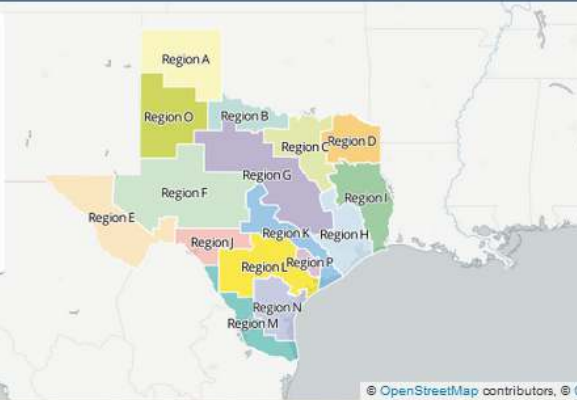 Region A
Region O
Region B
Region C
Region D
Region G
Region F
Region I
Region E
Region K
Region H
Region J
Region L
Region P
Region N
Region M
© OpenStreetMap contributors, ©